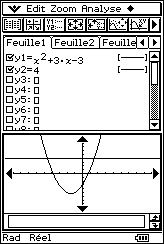 Edit Zoom Analyse
Feuille1 Feuille2 Feuille
y1=x²+3·x-3 [—]
y2=4 [—]
y3:
y4:
y5:
y6:
y7:
Rad Réel